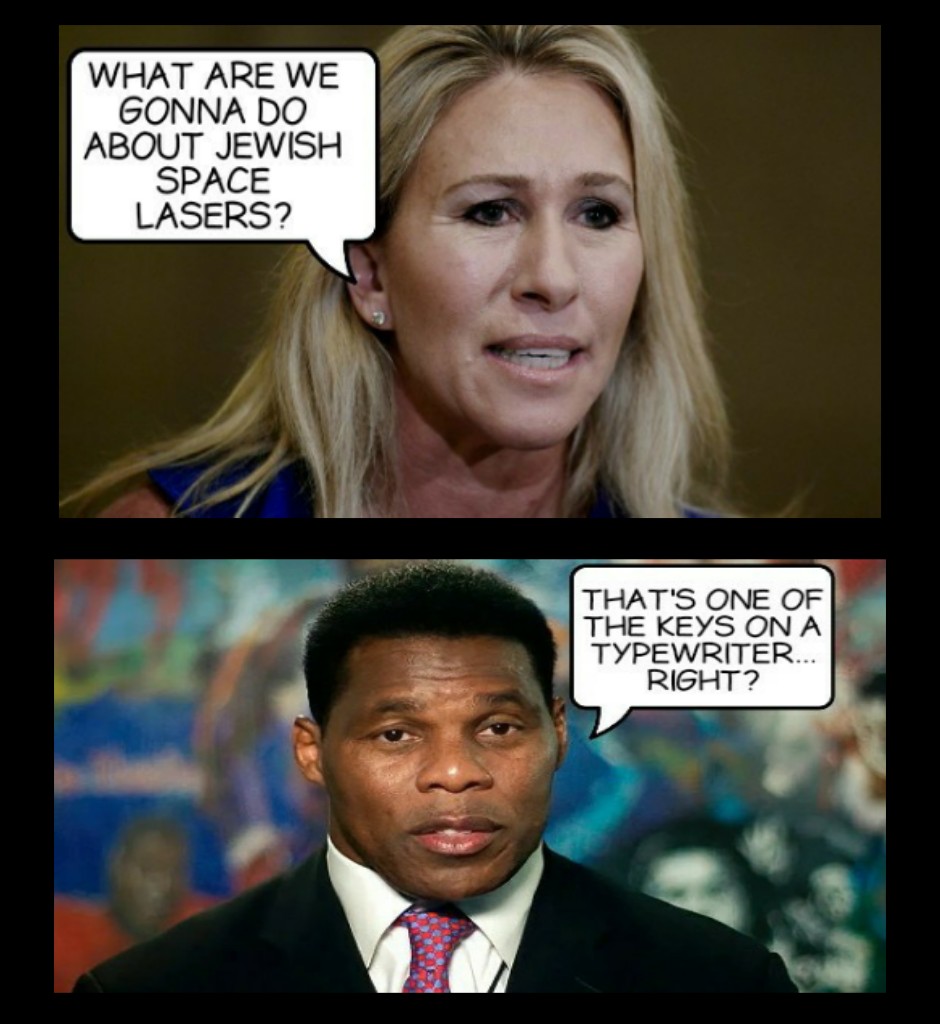 WHAT ARE WE
GONNA DO
ABOUT JEWISH
SPACE
LASERS?
THAT'S ONE OF
THE KEYS ON A
TYPEWRITER...
RIGHT?